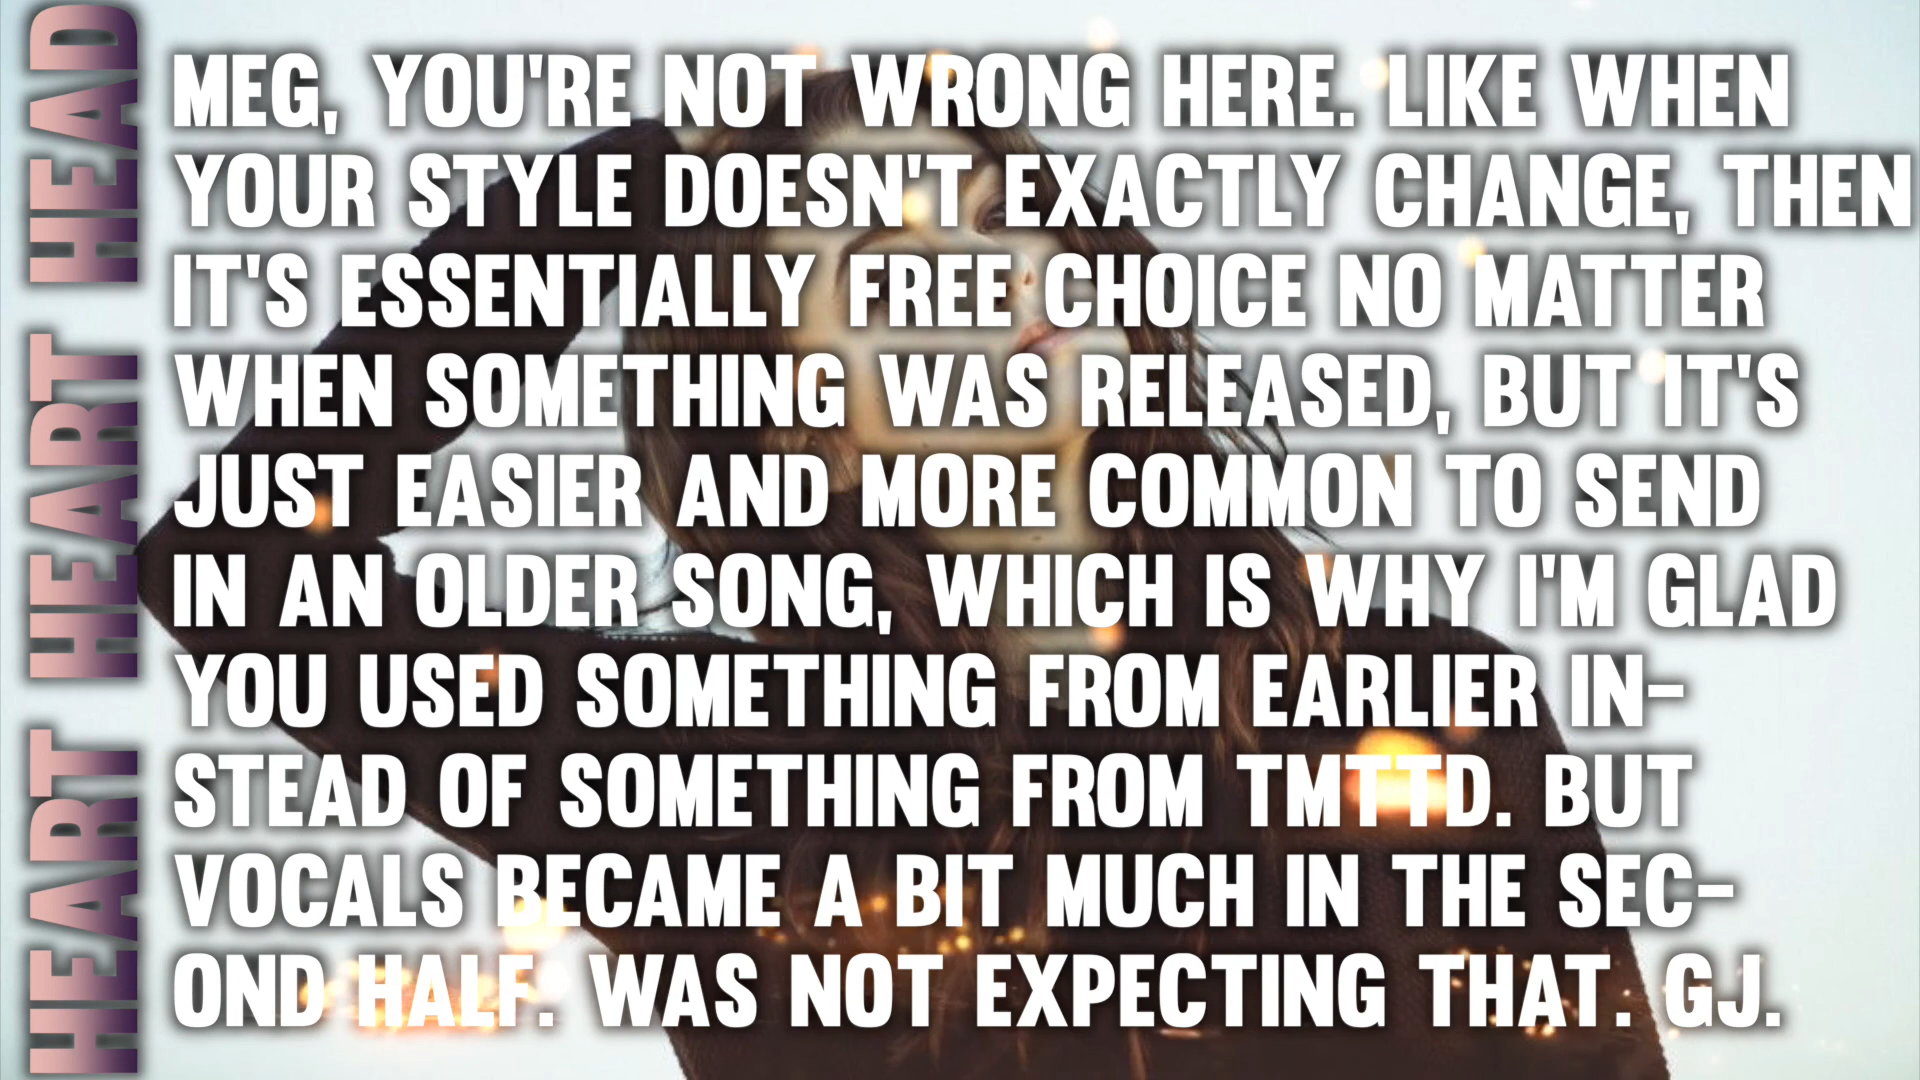 HEART HEART HEAD
MEG, YOU'RE NOT WRONG HERE. LIKE WHEN
YOUR STYLE DOESN'T EXACTLY CHANGE, THEN
IT'S ESSENTIALLY FREE CHOICE NO MATTER
WHEN SOMETHING WAS RELEASED, BUT IT'S
JUST EASIER AND MORE COMMON TO SEND
IN AN OLDER SONG, WHICH IS WHY I'M GLAD
YOU USED SOMETHING FROM EARLIER IN-
STEAD OF SOMETHING FROM TMTTD. BUT
VOCALS BECAME A BIT MUCH IN THE SEC-
OND HALF. WAS NOT EXPECTING THAT. GJ.